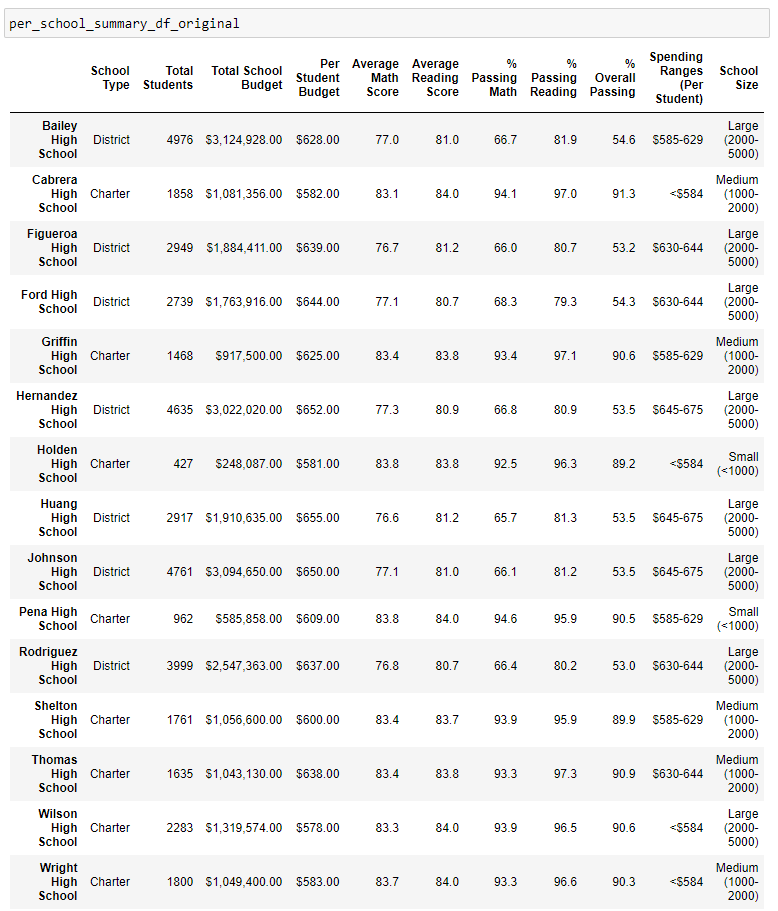 per_school_summary_df_original
School Type Total Students Total School Budget Per Student Budget Average Math Score Average Reading Score % Passing Math % Passing Reading % Overall Passing Spending Ranges (Per Student) School Size
Bailey High School District 4976 $3,124,928.00 $628.00 77.0 81.0 66.7 81.9 54.6 $585-629 Large (2000-5000)
Cabrera High School Charter 1858 $1,081,356.00 $582.00 83.1 84.0 94.1 97.0 91.3 <$584 Medium (1000-2000)
Figueroa High School District 2949 $1,884,411.00 $639.00 76.7 81.2 66.0 80.7 53.2 $630-644 Large (2000-5000)
Ford High School District 2739 $1,763,916.00 $644.00 77.1 80.7 68.3 79.3 54.3 $630-644 Large (2000-5000)
Griffin High School Charter 1468 $917,500.00 $625.00 83.4 83.8 93.4 97.1 90.6 $585-629 Medium (1000-2000)
Hernandez High School District 4635 $3,022,020.00 $652.00 77.3 80.9 66.8 80.9 53.5 $645-675 Large (2000-5000)
Holden High School Charter 427 $248,087.00 $581.00 83.8 83.8 92.5 96.3 89.2 <$584 Small (<1000)
Huang High School District 2917 $1,910,635.00 $655.00 76.6 81.2 65.7 81.3 53.5 $645-675 Large (2000-5000)
Johnson High School District 4761 $3,094,650.00 $650.00 77.1 81.0 66.1 81.2 53.5 $645-675 Large (2000-5000)
Pena High School Charter 962 $585,858.00 $609.00 83.8 84.0 94.6 95.9 90.5 $585-629 Small (<1000)
Rodriguez High School District 3999 $2,547,363.00 $637.00 76.8 80.7 66.4 80.2 53.0 $630-644 Large (2000-5000)
Shelton High School Charter 1761 $1,056,600.00 $600.00 83.4 83.7 93.9 95.9 89.9 $585-629 Medium (1000-2000)
Thomas High School Charter 1635 $1,043,130.00 $638.00 83.4 83.8 93.3 97.3 90.9 $630-644 Medium (1000-2000)
Wilson High School Charter 2283 $1,319,574.00 $578.00 83.3 84.0 93.9 96.5 90.6 <$584 Large (2000-5000)
Wright High School Charter 1800 $1,049,400.00 $583.00 83.7 84.0 93.3 96.6 90.3 <$584 Medium (1000-2000)